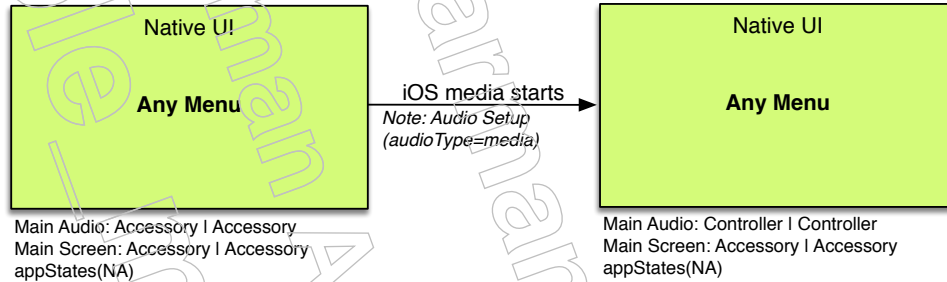 Native UI
Any Menu
Main Audio: Accessory | Accessory
Main Screen: Accessory | Accessory
appStates(NA)
iOS media starts
Note: Audio Setup
(audioType=media)
Native UI
Any Menu
Main Audio: Controller | Controller
Main Screen: Accessory | Accessory
appStates(NA)